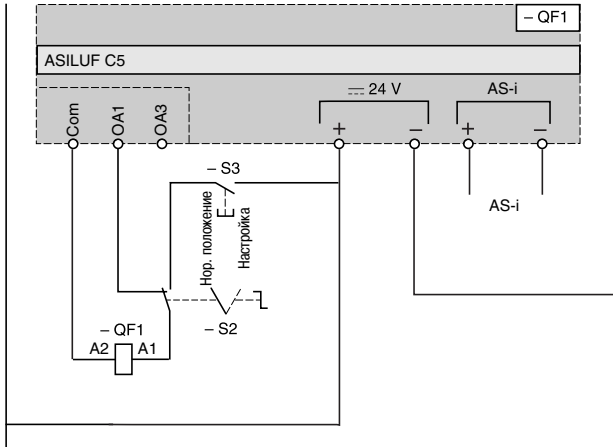 – QF1
ASILUF C5
Com
OA1
OA3
24 V
+
–
AS-i
+
–
AS-i
– S3
Нор. положение
Настройка
– S2
– QF1
A2
A1